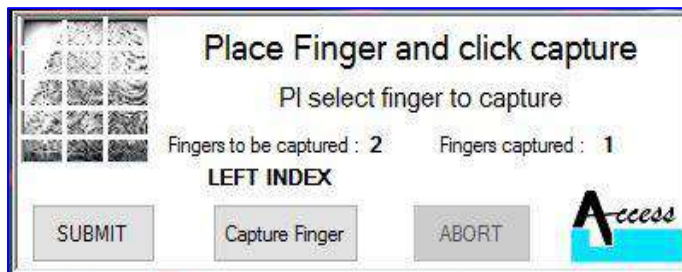 Place Finger and click capture
Pl select finger to capture
Fingers to be captured : 2 Fingers captured : 1
LEFT INDEX
SUBMIT Capture Finger ABORT Access